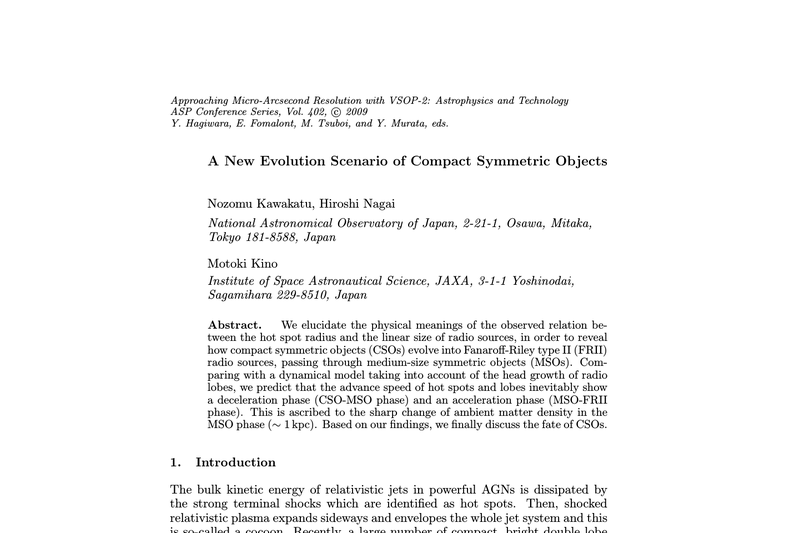 Approaching Micro-Arcsecond Resolution with VSOP-2: Astrophysics and Technology
ASP Conference Series, Vol. 402, © 2009
Y. Hagiwara, E. Fomalont, M. Tsuboi, and Y. Murata, eds.
A New Evolution Scenario of Compact Symmetric Objects
Nozomu Kawakatu, Hiroshi Nagai
National Astronomical Observatory of Japan, 2-21-1, Osawa, Mitaka,
Tokyo 181-8588, Japan
Motoki Kino
Institute of Space Astronautical Science, JAXA, 3-1-1 Yoshinodai,
Sagamihara 229-8510, Japan
Abstract. We elucidate the physical meanings of the observed relation be-
tween the hot spot radius and the linear size of radio sources, in order to reveal
how compact symmetric objects (CSOs) evolve into Fanaroff-Riley type II (FRII)
radio sources, passing through medium-size symmetric objects (MSOs). Com-
paring with a dynamical model taking into account of the head growth of radio
lobes, we predict that the advance speed of hot spots and lobes inevitably show
a deceleration phase (CSO-MSO phase) and an acceleration phase (MSO-FRII
phase). This is ascribed to the sharp change of ambient matter density in the
MSO phase (∼ 1 kpc). Based on our findings, we finally discuss the fate of CSOs.
1. Introduction
The bulk kinetic energy of relativistic jets in powerful AGNs is dissipated by
the strong terminal shocks which are identified as hot spots. Then, shocked
relativistic plasma expands sideways and envelopes the whole jet system and this
is so-called a cocoon. Recently, a large number of compact, bright double lobe